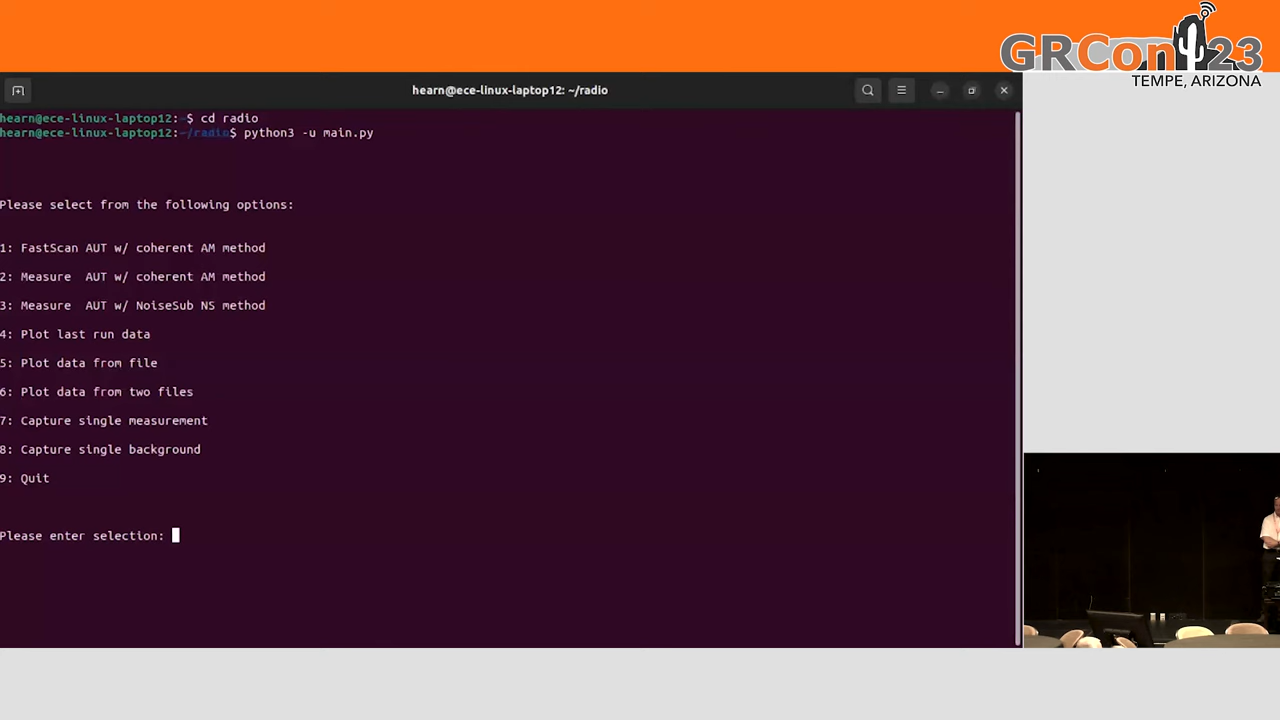 GRCon 23
TEMPE, ARIZONA
hearn@ece-linux-laptop12: ~/radio
hearn@ece-linux-laptop12:~$ cd radio
hearn@ece-linux-laptop12:~/radio$ python3 -u main.py
Please select from the following options:
1: FastScan AUT w/ coherent AM method
2: Measure  AUT w/ coherent AM method
3: Measure  AUT w/ NoiseSub NS method
4: Plot last run data
5: Plot data from file
6: Plot data from two files
7: Capture single measurement
8: Capture single background
9: Quit
Please enter selection: